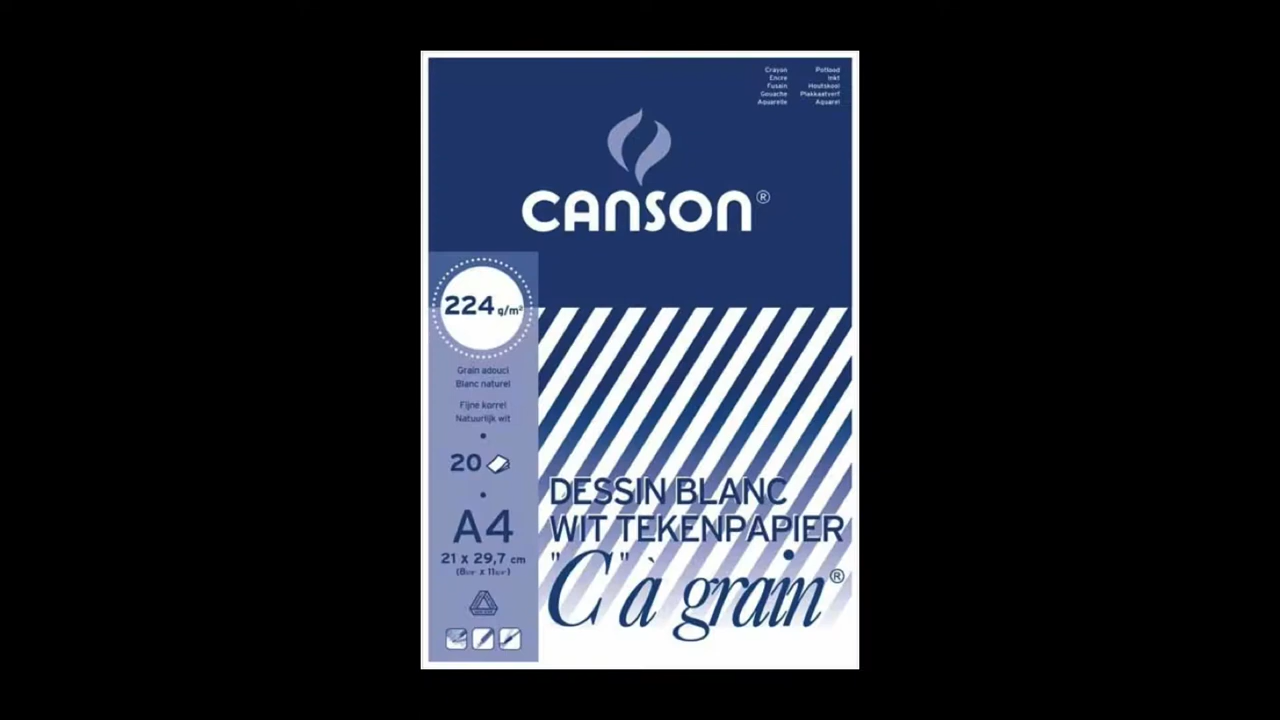 Crayon Potlood
Encre Inkt
Fusain Houtskool
Gouache Plakkaatverf
Aquarelle Aquarel
CANSON®
224 g/m²
Grain adouci
Blanc naturel
Fijne korrel
Natuurlijk wit
20
A4
21 x 29,7 cm
DESSIN BLANC
WIT TEKENPAPIER
"C" à grain®